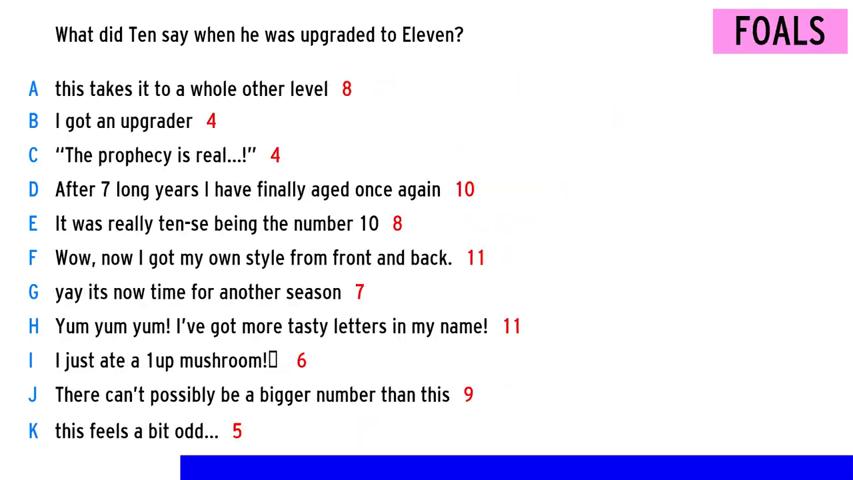 What did Ten say when he was upgraded to Eleven?
FOALS
A this takes it to a whole other level 8
B I got an upgrader 4
C “The prophecy is real...!” 4
D After 7 long years I have finally aged once again 10
E It was really ten-se being the number 10 8
F Wow, now I got my own style from front and back. 11
G yay its now time for another season 7
H Yum yum yum! I've got more tasty letters in my name! 11
I I just ate a 1up mushroom!▯ 6
J There can't possibly be a bigger number than this 9
K this feels a bit odd... 5